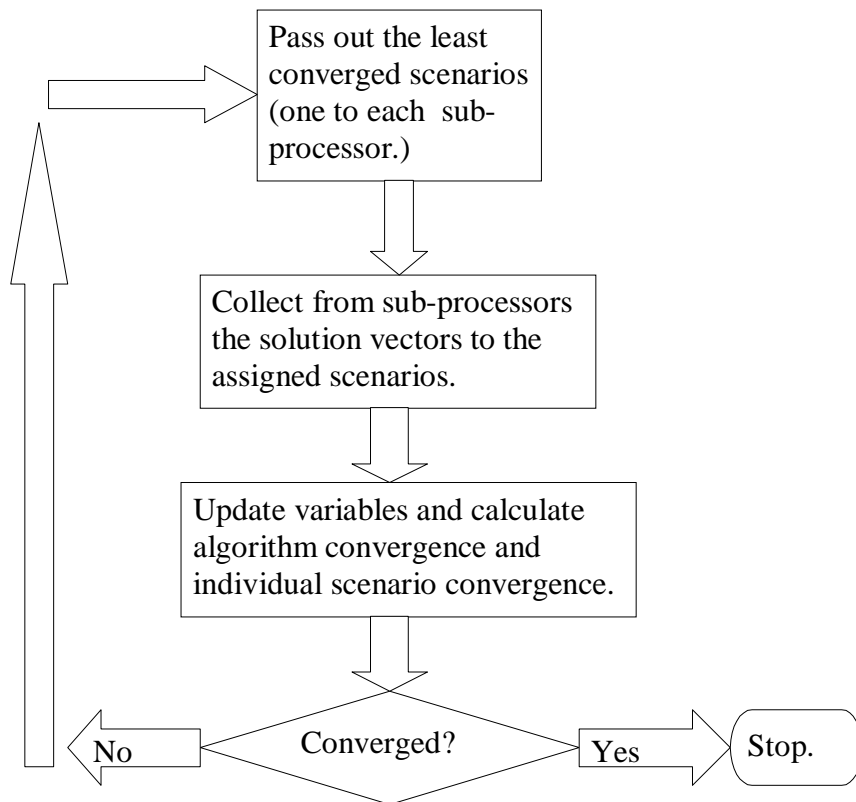 Pass out the least
converged scenarios
(one to each sub-
processor.)
Collect from sub-processors
the solution vectors to the
assigned scenarios.
Update variables and calculate
algorithm convergence and
individual scenario convergence.
No
Converged?
Yes
Stop.